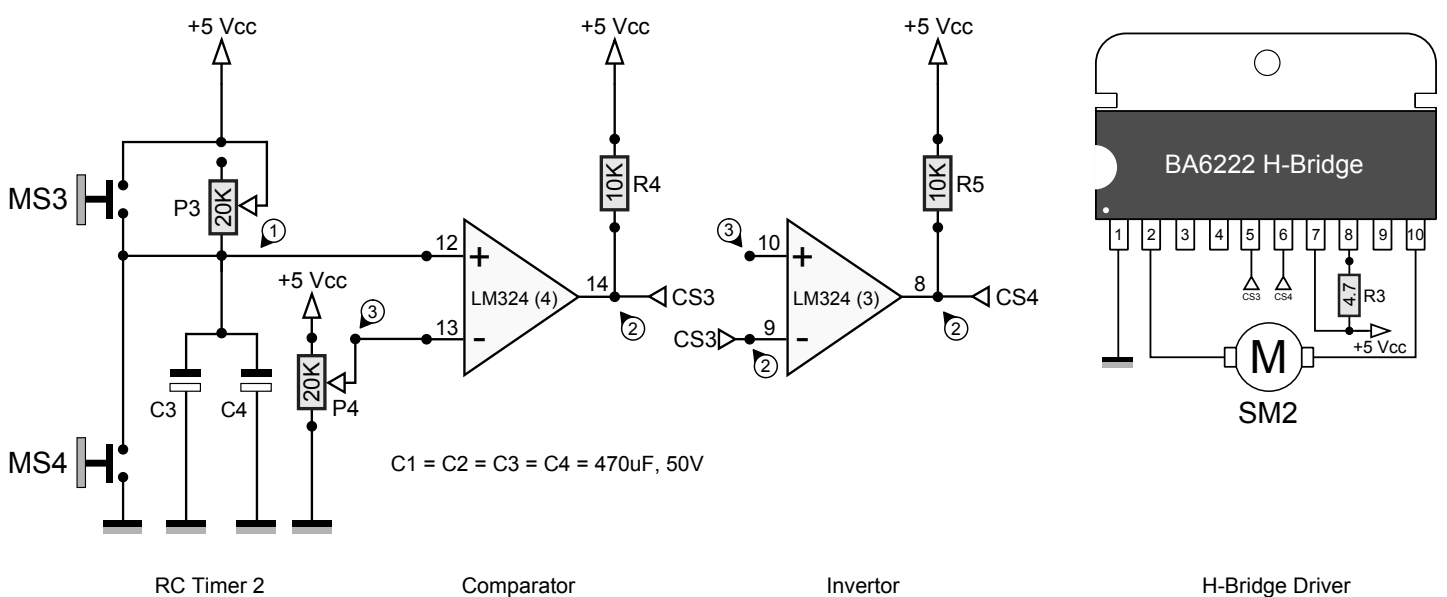 +5 Vcc
+5 Vcc
+5 Vcc
MS3
P3
20K
1
10K
R4
10K
R5
BA6222 H-Bridge
1 2 3 4 5 6 7 8 9 10
12
+
LM324 (4)
14
CS3
2
13
-
3
3
10
+
LM324 (3)
8
CS4
2
CS3
9
-
2
+5 Vcc
20K
P4
C3
C4
MS4
C1 = C2 = C3 = C4 = 470uF, 50V
CS3
CS4
4.7
R3
+5 Vcc
M
SM2
RC Timer 2
Comparator
Invertor
H-Bridge Driver